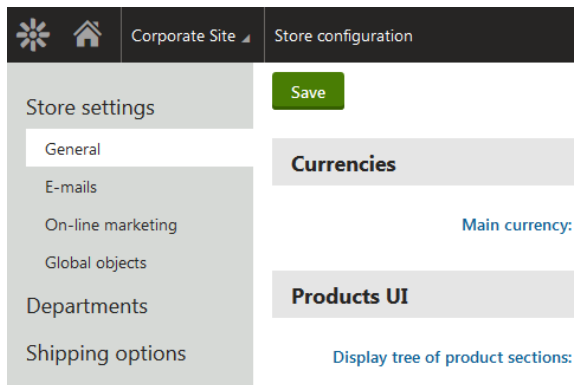 Corporate Site
Store configuration
Store settings
General
E-mails
On-line marketing
Global objects
Departments
Shipping options
Save
Currencies
Main currency:
Products UI
Display tree of product sections: